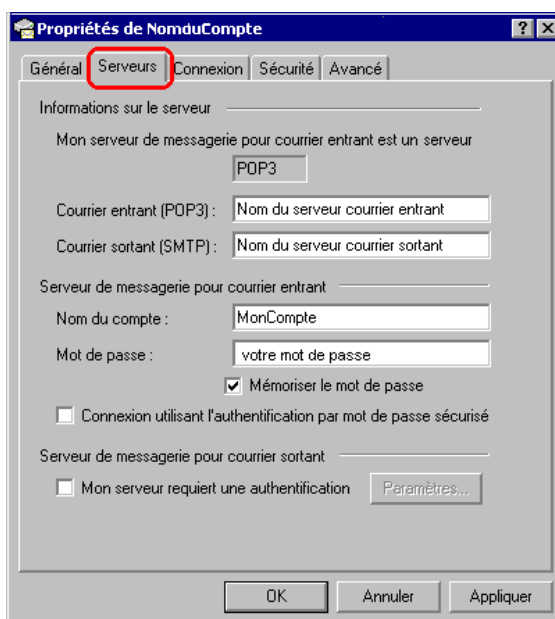 Propriétés de NomduCompte
Général Serveurs Connexion Sécurité Avancé
Informations sur le serveur
Mon serveur de messagerie pour courrier entrant est un serveur
POP3
Courrier entrant (POP3) : Nom du serveur courrier entrant
Courrier sortant (SMTP) : Nom du serveur courrier sortant
Serveur de messagerie pour courrier entrant
Nom du compte : MonCompte
Mot de passe : votre mot de passe
Mémoriser le mot de passe
Connexion utilisant l'authentification par mot de passe sécurisé
Serveur de messagerie pour courrier sortant
Mon serveur requiert une authentification Paramètres...
OK Annuler Appliquer